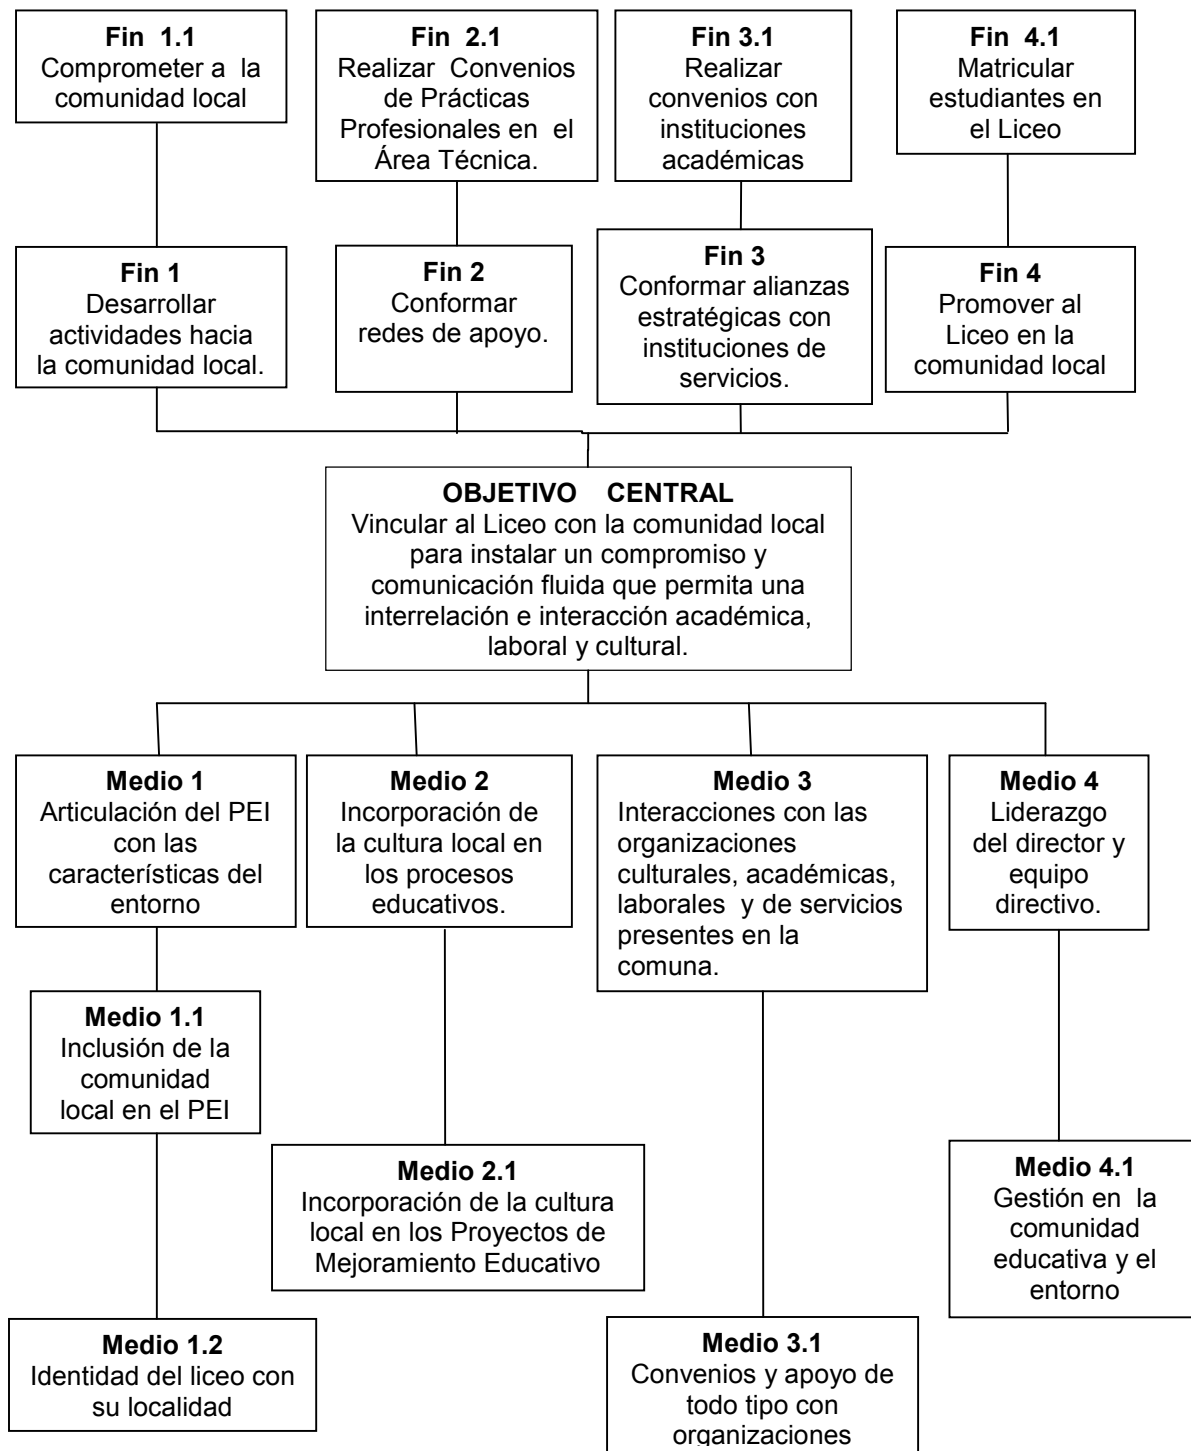 Fin 1.1
Comprometer a la
comunidad local
Fin 2.1
Realizar Convenios
de Prácticas
Profesionales en el
Área Técnica.
Fin 3.1
Realizar
convenios con
instituciones
académicas
Fin 4.1
Matricular
estudiantes en
el Liceo
Fin 1
Desarrollar
actividades hacia
la comunidad local.
Fin 2
Conformar
redes de apoyo.
Fin 3
Conformar alianzas
estratégicas con
instituciones de
servicios.
Fin 4
Promover al
Liceo en la
comunidad local
OBJETIVO CENTRAL
Vincular al Liceo con la comunidad local
para instalar un compromiso y
comunicación fluida que permita una
interrelación e interacción académica,
laboral y cultural.
Medio 1
Articulación del PEI
con las
características del
entorno
Medio 2
Incorporación de
la cultura local en
los procesos
educativos.
Medio 3
Interacciones con las
organizaciones
culturales, académicas,
laborales y de servicios
presentes en la
comuna.
Medio 4
Liderazgo
del director y
equipo
directivo.
Medio 1.1
Inclusión de la
comunidad
local en el PEI
Medio 2.1
Incorporación de la cultura
local en los Proyectos de
Mejoramiento Educativo
Medio 4.1
Gestión en la
comunidad
educativa y el
entorno
Medio 1.2
Identidad del liceo con
su localidad
Medio 3.1
Convenios y apoyo de
todo tipo con
organizaciones